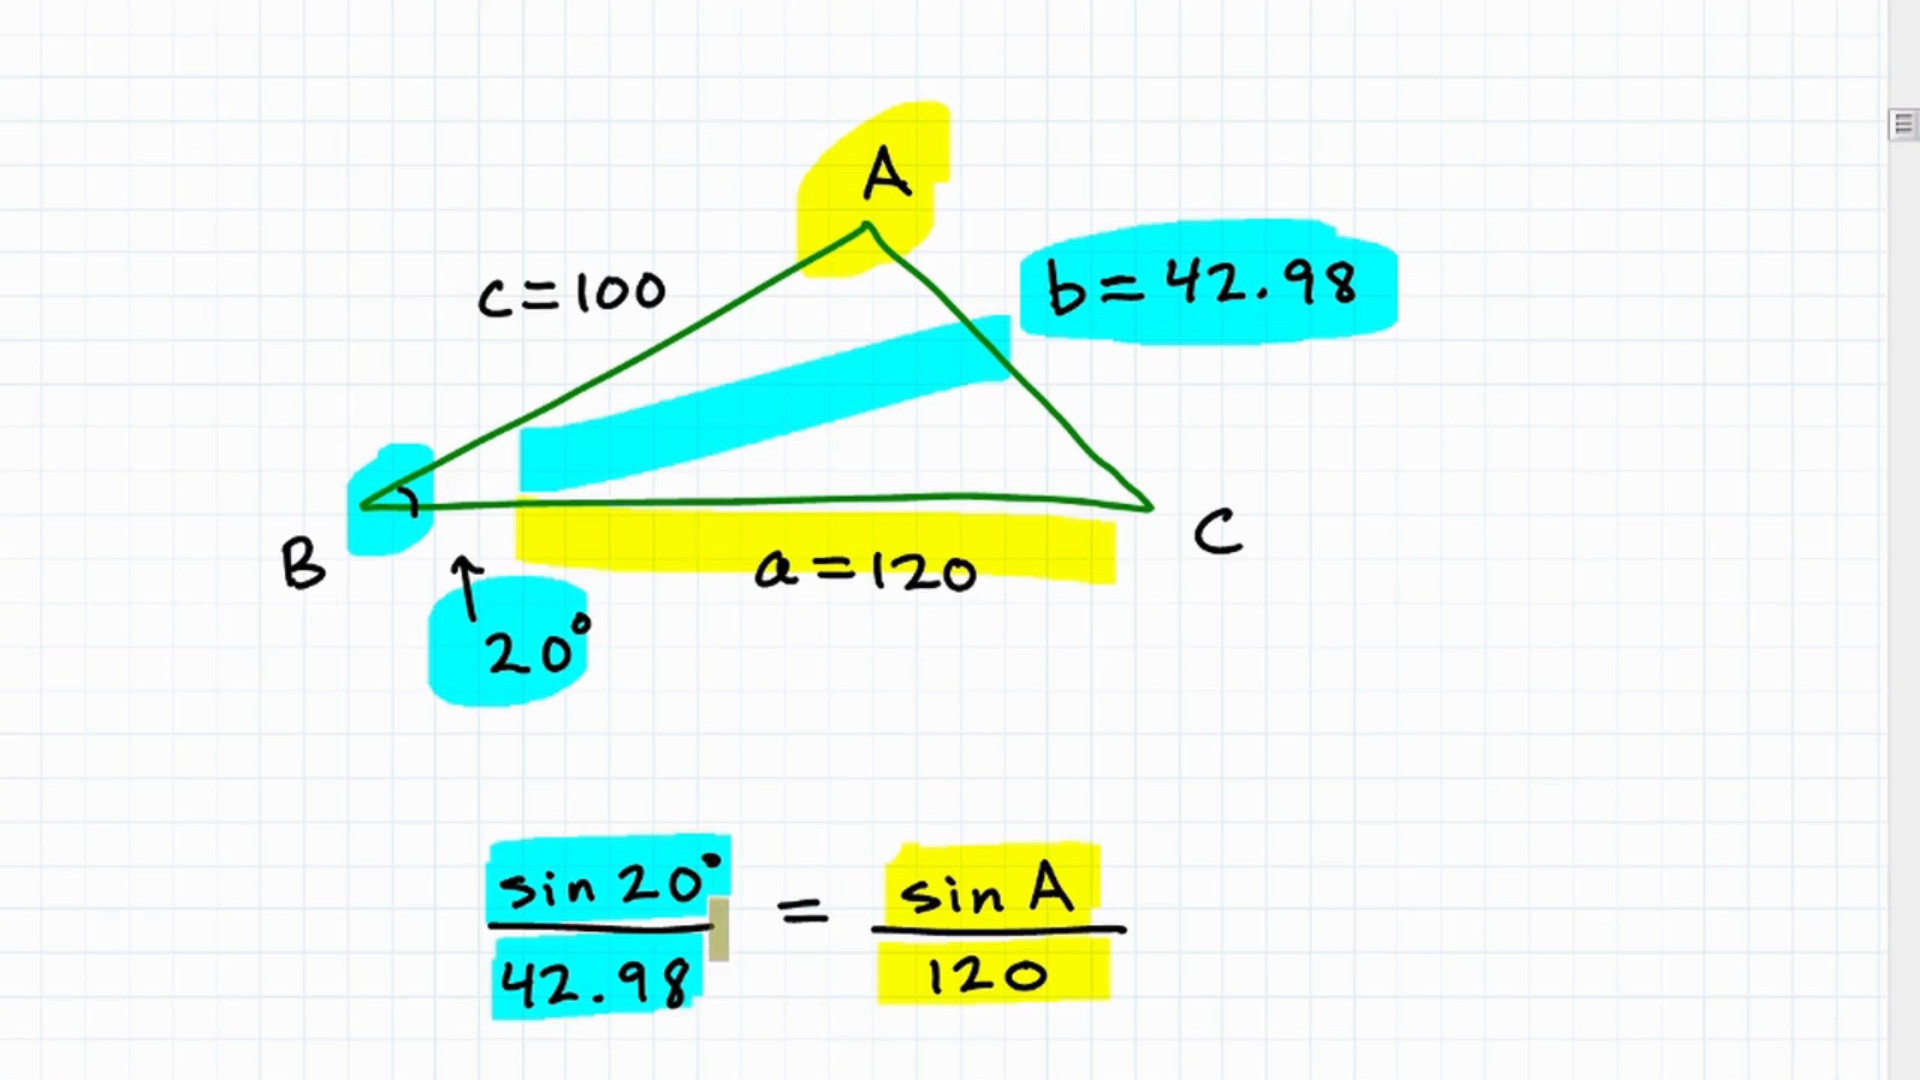 A
c=100
b=42.98
B
C
a=120
20°
sin 20° = sin A
42.98 120